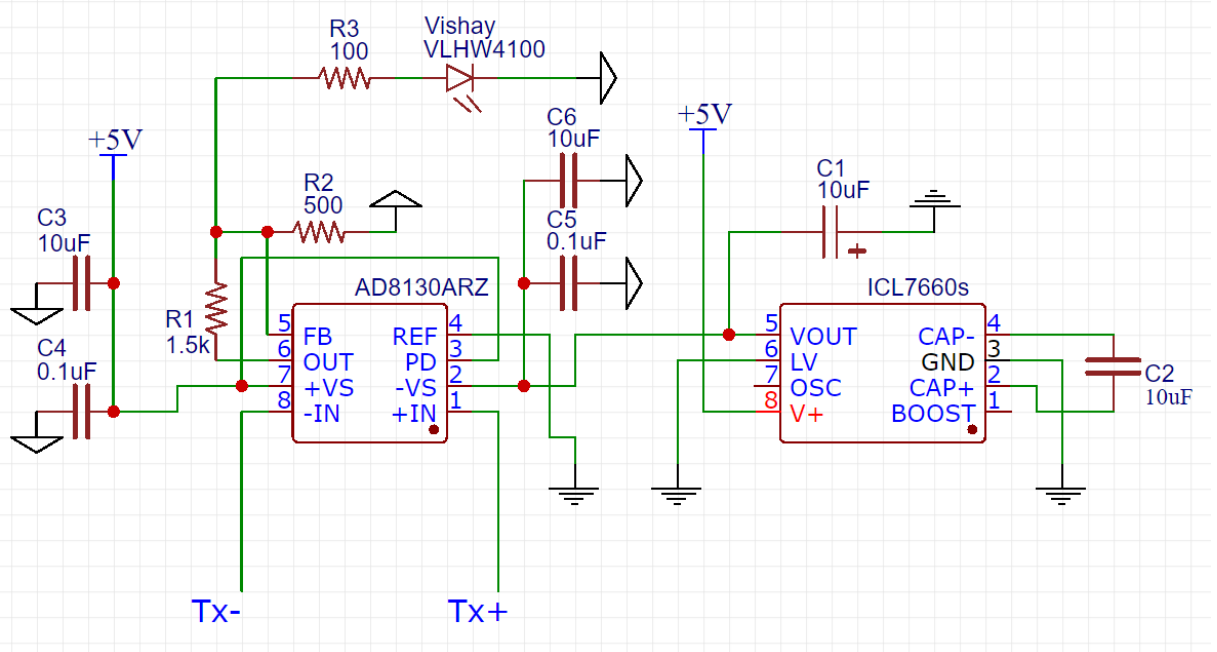 R3
100
Vishay
VLHW4100
+5V
C6
10uF
+5V
C1
10uF
R2
500
C3
10uF
C5
0.1uF
AD8130ARZ
ICL7660s
R1
1.5k
5 FB REF 4
6 OUT PD 3
7 +VS -VS 2
8 -IN +IN 1
5 VOUT CAP- 4
6 LV GND 3
7 OSC CAP+ 2
8 V+ BOOST 1
C4
0.1uF
C2
10uF
Tx-
Tx+